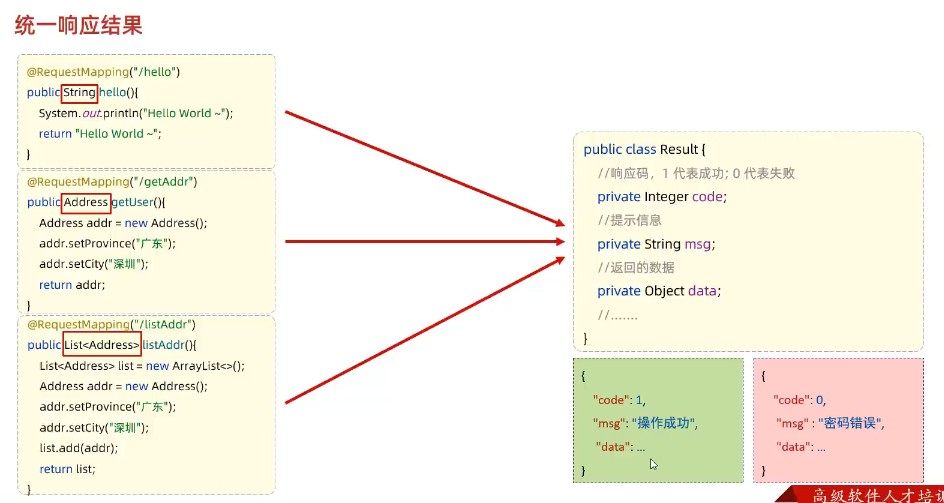 统一响应结果
@RequestMapping("/hello")
public String hello(){
System.out.println("Hello World ~");
return "Hello World ~";
}
@RequestMapping("/getAddr")
public Address getUser(){
Address addr = new Address();
addr.setProvince("广东");
addr.setCity("深圳");
return addr;
}
@RequestMapping("/listAddr")
public List<Address> listAddr(){
List<Address> list = new ArrayList<>();
Address addr = new Address();
addr.setProvince("广东");
addr.setCity("深圳");
list.add(addr);
return list;
}
public class Result {
//响应码，1 代表成功; 0 代表失败
private Integer code;
//提示信息
private String msg;
//返回的数据
private Object data;
//.......
}
{
"code": 1,
"msg": "操作成功",
"data": ...
}
{
"code": 0,
"msg" : "密码错误",
"data": ...
}
高级软件人才培训